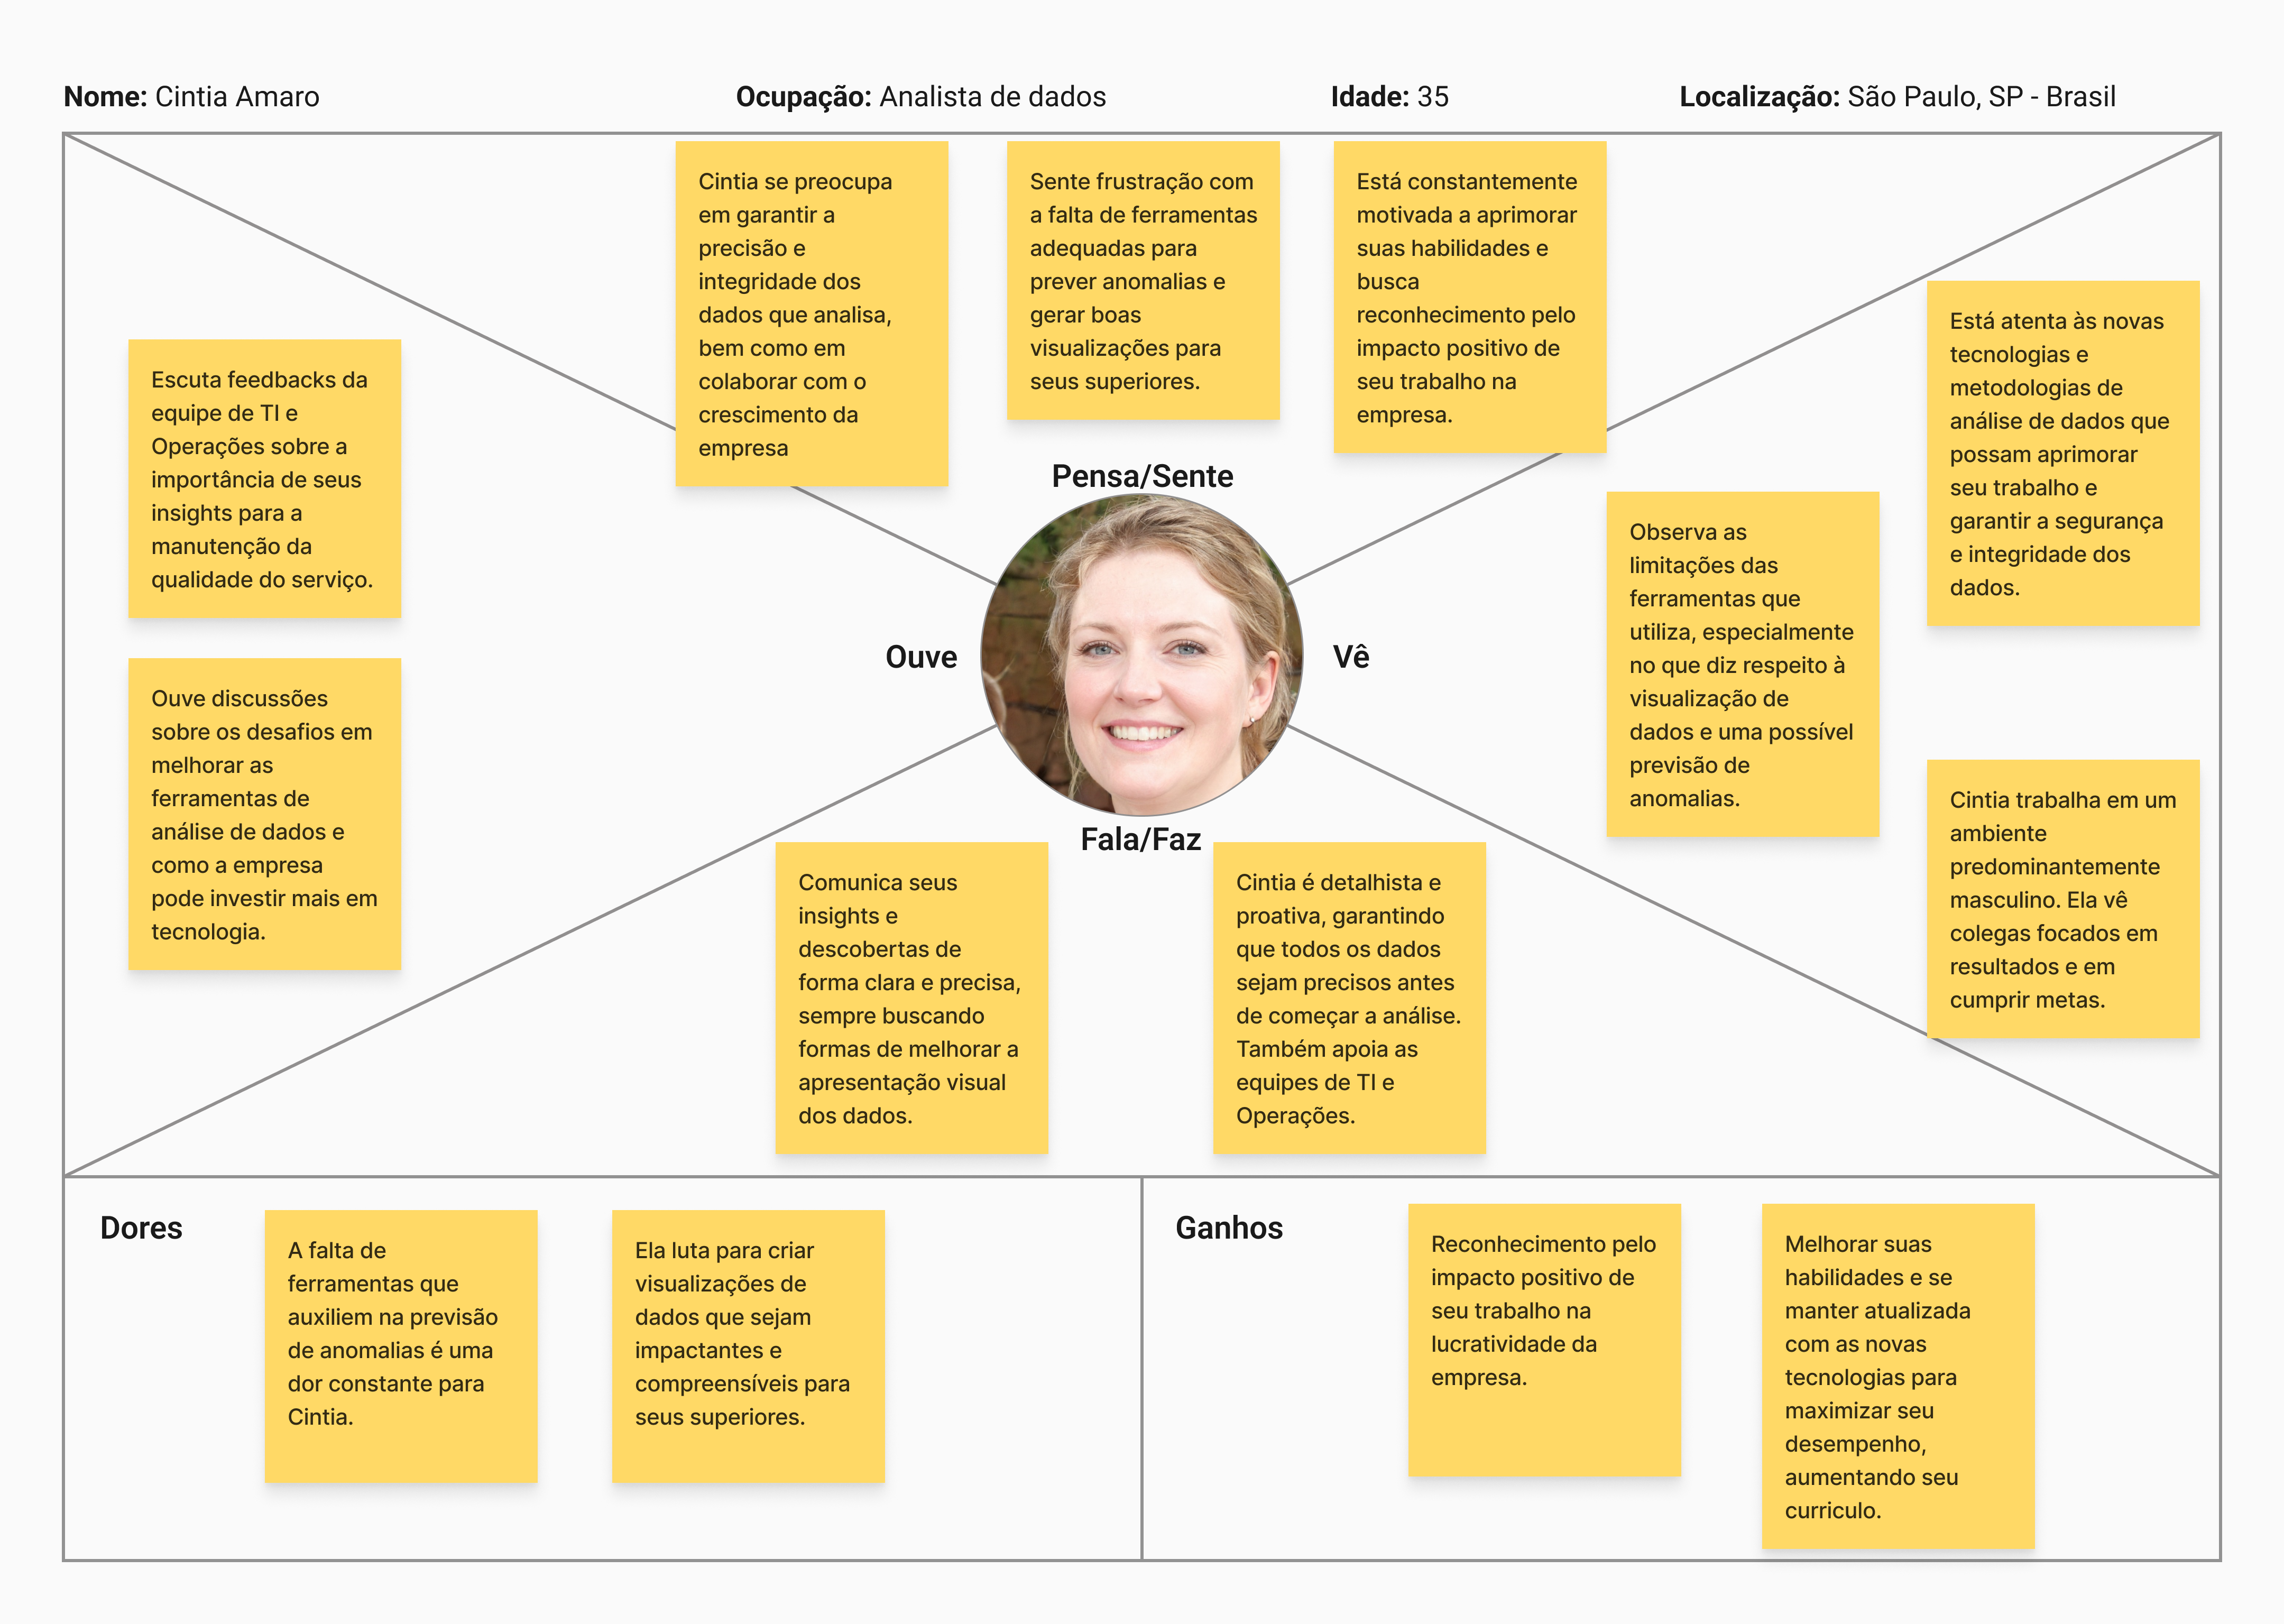 Nome: Cintia Amaro
Ocupação: Analista de dados
Idade: 35
Localização: São Paulo, SP - Brasil
Cintia se preocupa
em garantir a
precisão e
integridade dos
dados que analisa,
bem como em
colaborar com o
crescimento da
empresa
Sente frustração com
a falta de ferramentas
adequadas para
prever anomalias e
gerar boas
visualizações para
seus superiores.
Está constantemente
motivada a aprimorar
suas habilidades e
busca
reconhecimento pelo
impacto positivo de
seu trabalho na
empresa.
Pensa/Sente
Escuta feedbacks da
equipe de TI e
Operações sobre a
importância de seus
insights para a
manutenção da
qualidade do serviço.
Ouve discussões
sobre os desafios em
melhorar as
ferramentas de
análise de dados e
como a empresa
pode investir mais em
tecnologia.
Ouve
Vê
Observa as
limitações das
ferramentas que
utiliza, especialmente
no que diz respeito à
visualização de
dados e uma possível
previsão de
anomalias.
Está atenta às novas
tecnologias e
metodologias de
análise de dados que
possam aprimorar
seu trabalho e
garantir a segurança
e integridade dos
dados.
Cintia trabalha em um
ambiente
predominantemente
masculino. Ela vê
colegas focados em
resultados e em
cumprir metas.
Fala/Faz
Comunica seus
insights e
descobertas de
forma clara e precisa,
sempre buscando
formas de melhorar a
apresentação visual
dos dados.
Cintia é detalhista e
proativa, garantindo
que todos os dados
sejam precisos antes
de começar a análise.
Também apoia as
equipes de TI e
Operações.
Dores
A falta de
ferramentas que
auxiliem na previsão
de anomalias é uma
dor constante para
Cintia.
Ela luta para criar
visualizações de
dados que sejam
impactantes e
compreensíveis para
seus superiores.
Ganhos
Reconhecimento pelo
impacto positivo de
seu trabalho na
lucratividade da
empresa.
Melhorar suas
habilidades e se
manter atualizada
com as novas
tecnologias para
maximizar seu
desempenho,
aumentando seu
curriculo.